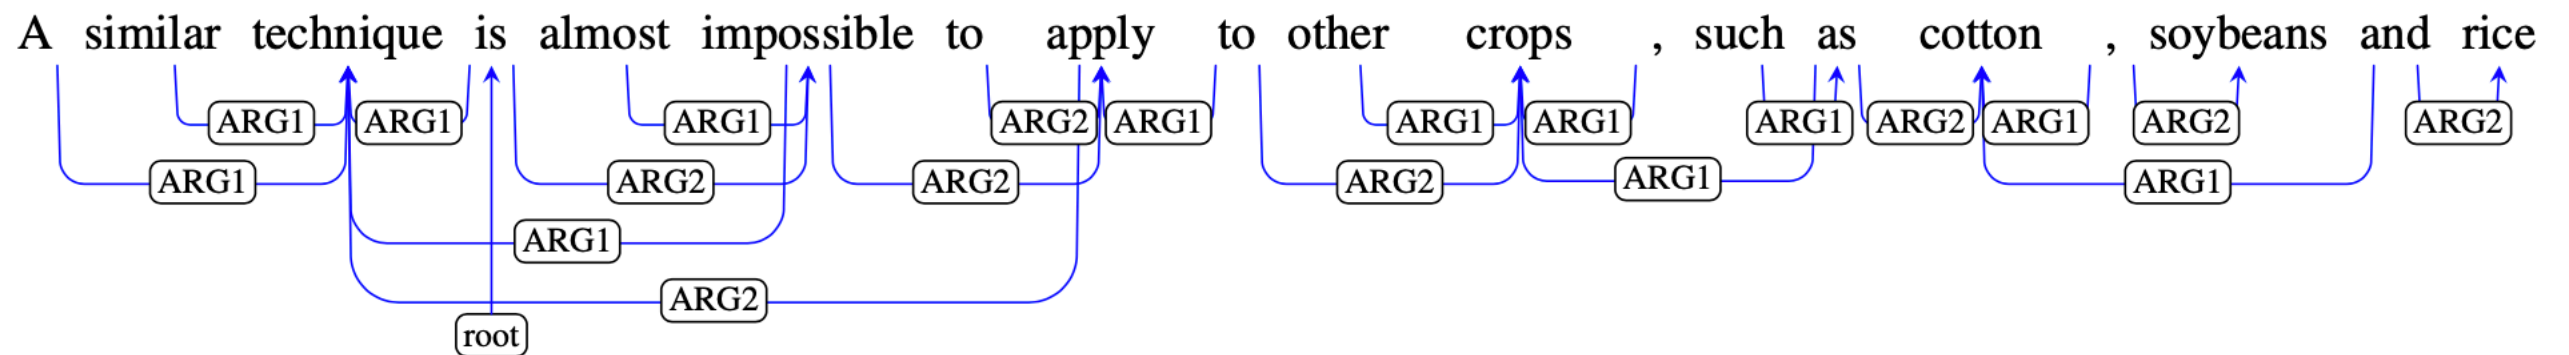 A similar technique is almost impossible to apply to other crops , such as cotton , soybeans and rice
ARG1 ARG1 ARG1 ARG2 ARG1 ARG1 ARG1 ARG1 ARG2 ARG1 ARG2 ARG2
ARG1 ARG2 ARG2 ARG2 ARG1 ARG1
ARG1
ARG2
root